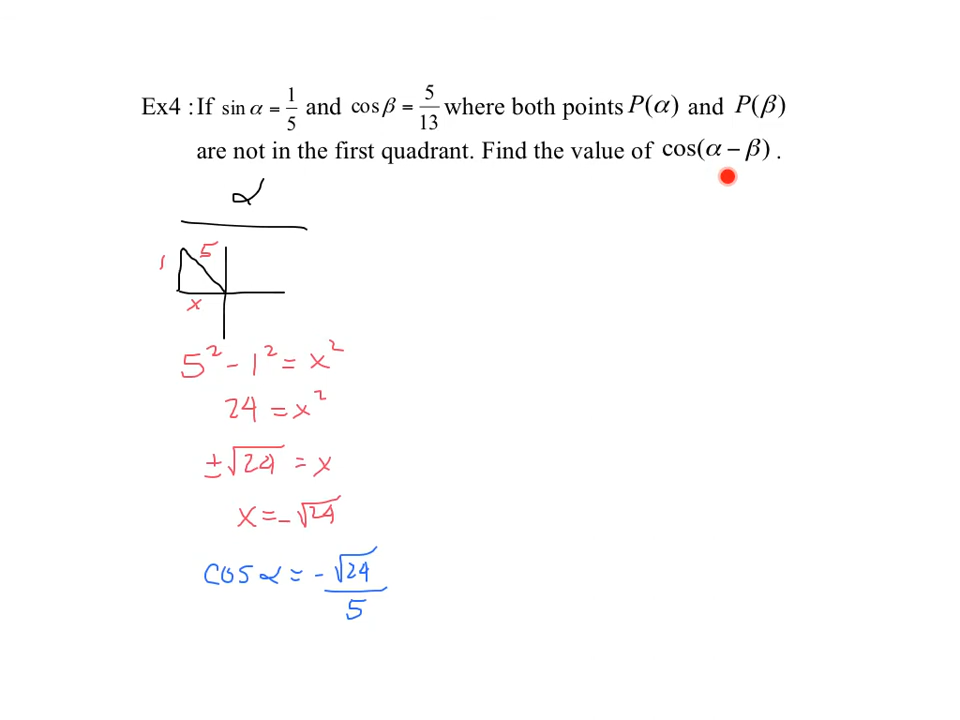 Ex4 : If sin α = 1/5 and cos β = 5/13 where both points P(α) and P(β)
are not in the first quadrant. Find the value of cos(α − β) .
α
1 5
x
5² - 1² = x²
24 = x²
±√24 = x
x = -√24
cos α = -√24/5